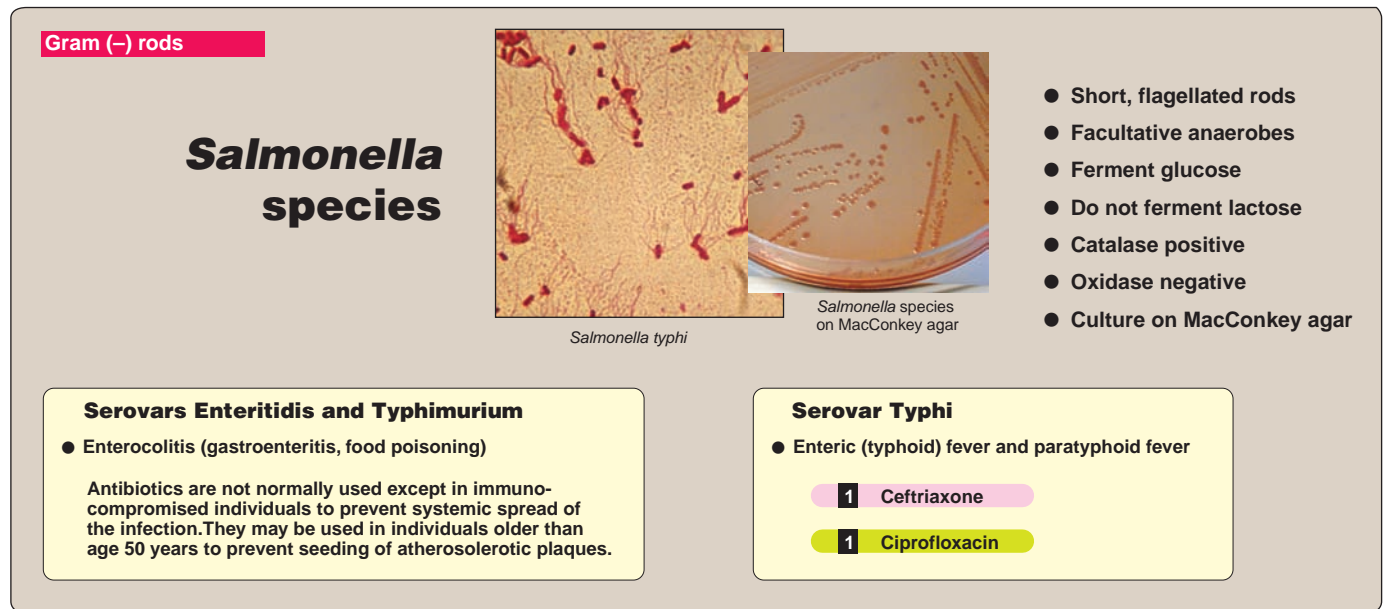 Gram (–) rods
Salmonella
species
Salmonella typhi
Salmonella species
on MacConkey agar
● Short, flagellated rods
● Facultative anaerobes
● Ferment glucose
● Do not ferment lactose
● Catalase positive
● Oxidase negative
● Culture on MacConkey agar
Serovars Enteritidis and Typhimurium
● Enterocolitis (gastroenteritis, food poisoning)
Antibiotics are not normally used except in immuno-
compromised individuals to prevent systemic spread of
the infection.They may be used in individuals older than
age 50 years to prevent seeding of atherosolerotic plaques.
Serovar Typhi
● Enteric (typhoid) fever and paratyphoid fever
1 Ceftriaxone
1 Ciprofloxacin